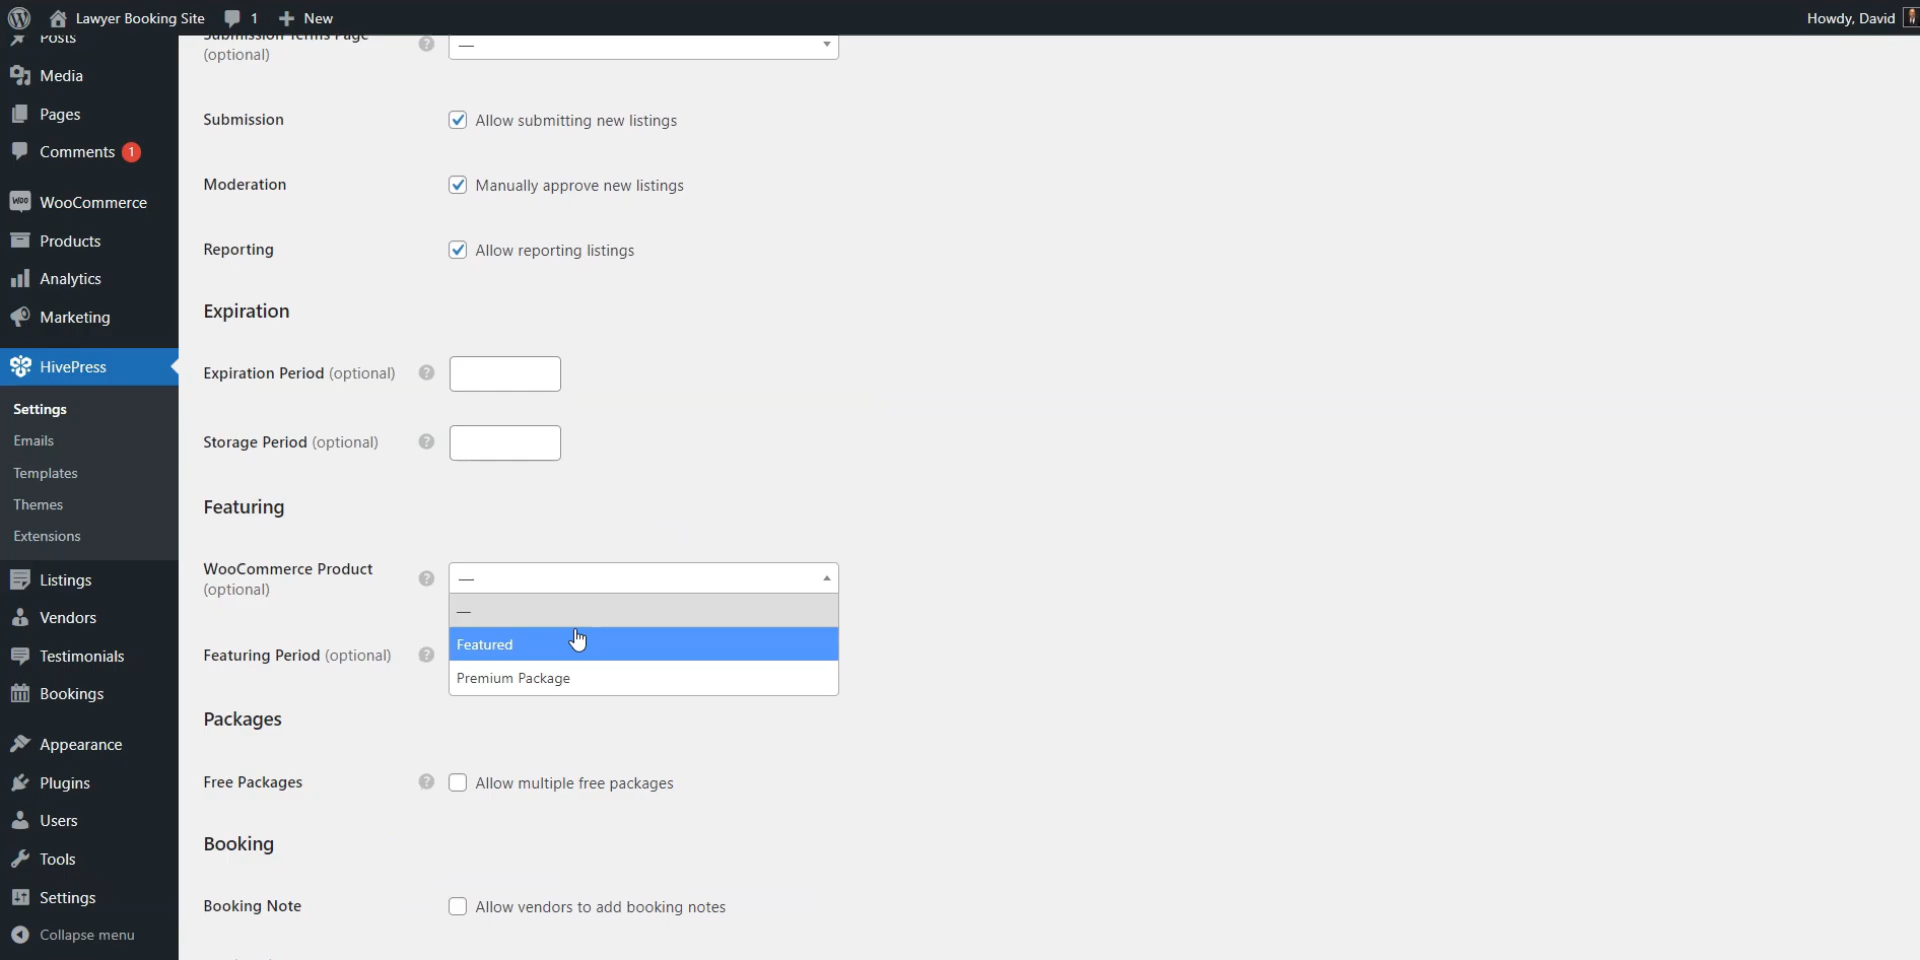 Lawyer Booking Site
1
New
Howdy, David
Posts
Media
Pages
Comments 1
WooCommerce
Products
Analytics
Marketing
HivePress
Settings
Emails
Templates
Themes
Extensions
Listings
Vendors
Testimonials
Bookings
Appearance
Plugins
Users
Tools
Settings
Collapse menu
Submission Terms Page
(optional)
—
Submission
Allow submitting new listings
Moderation
Manually approve new listings
Reporting
Allow reporting listings
Expiration
Expiration Period (optional)
Storage Period (optional)
Featuring
WooCommerce Product
(optional)
—
—
Featured
Premium Package
Featuring Period (optional)
Packages
Free Packages
Allow multiple free packages
Booking
Booking Note
Allow vendors to add booking notes